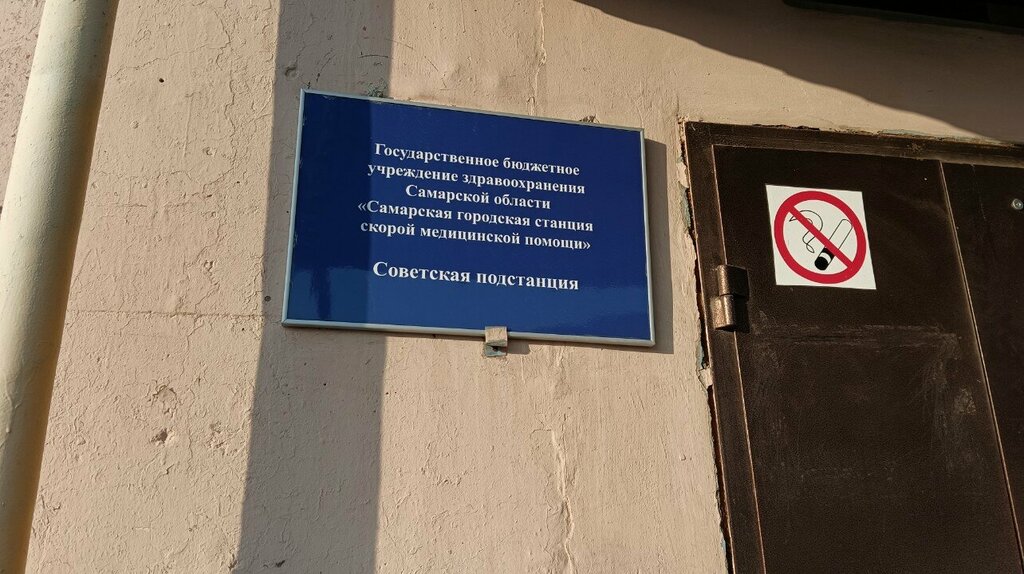 Государственное бюджетное
учреждение здравоохранения
Самарской области
«Самарская городская станция
скорой медицинской помощи»
Советская подстанция